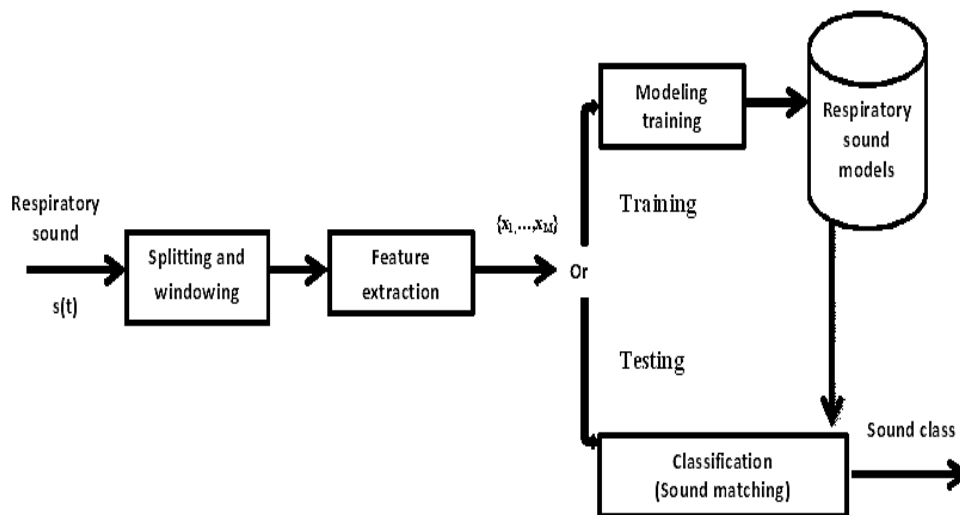 Respiratory
sound
s(t)
Splitting and
windowing
Feature
extraction
{x1,...,xM}
Or
Training
Modeling
training
Respiratory
sound
models
Testing
Classification
(Sound matching)
Sound class